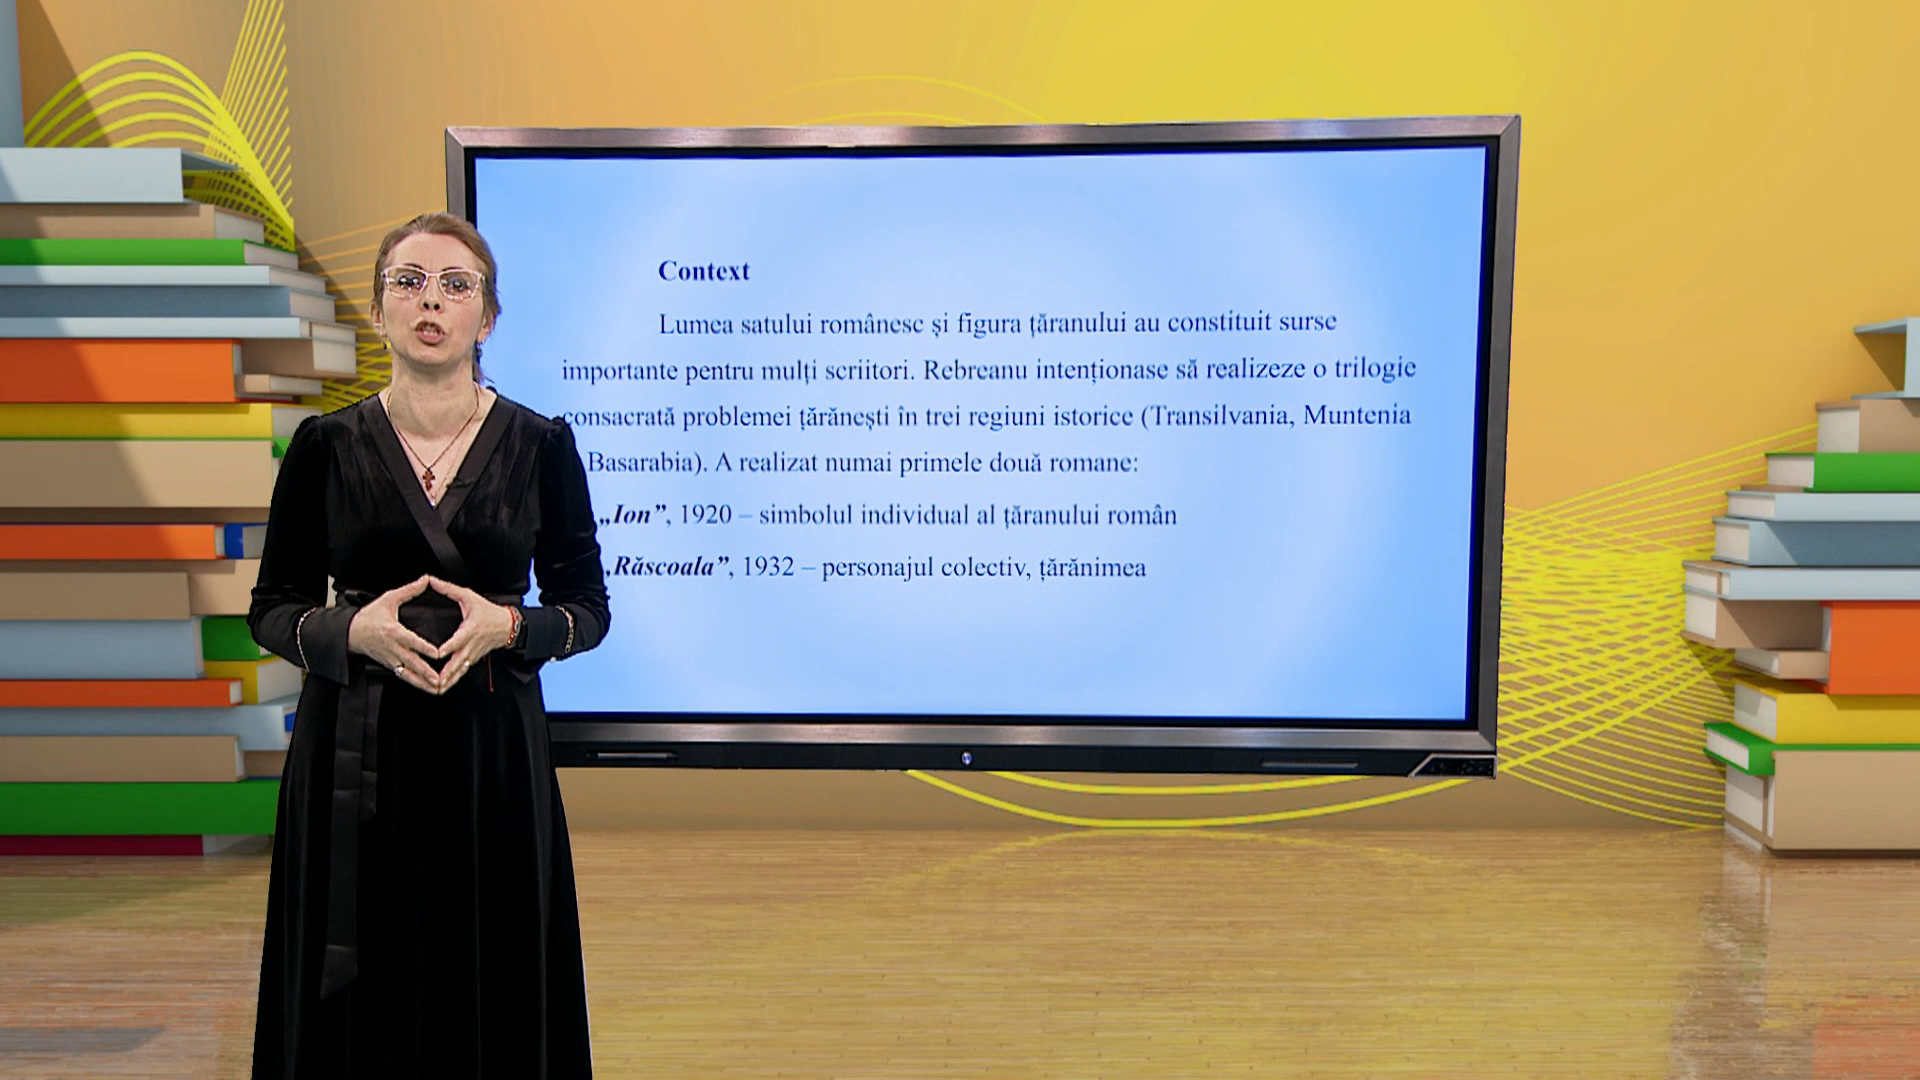 Context
Lumea satului românesc și figura țăranului au constituit surse
importante pentru mulți scriitori. Rebreanu intenționase să realizeze o trilogie
consacrată problemei țărănești în trei regiuni istorice (Transilvania, Muntenia
Basarabia). A realizat numai primele două romane:
„Ion”, 1920 – simbolul individual al țăranului român
„Răscoala”, 1932 – personajul colectiv, țărănimea